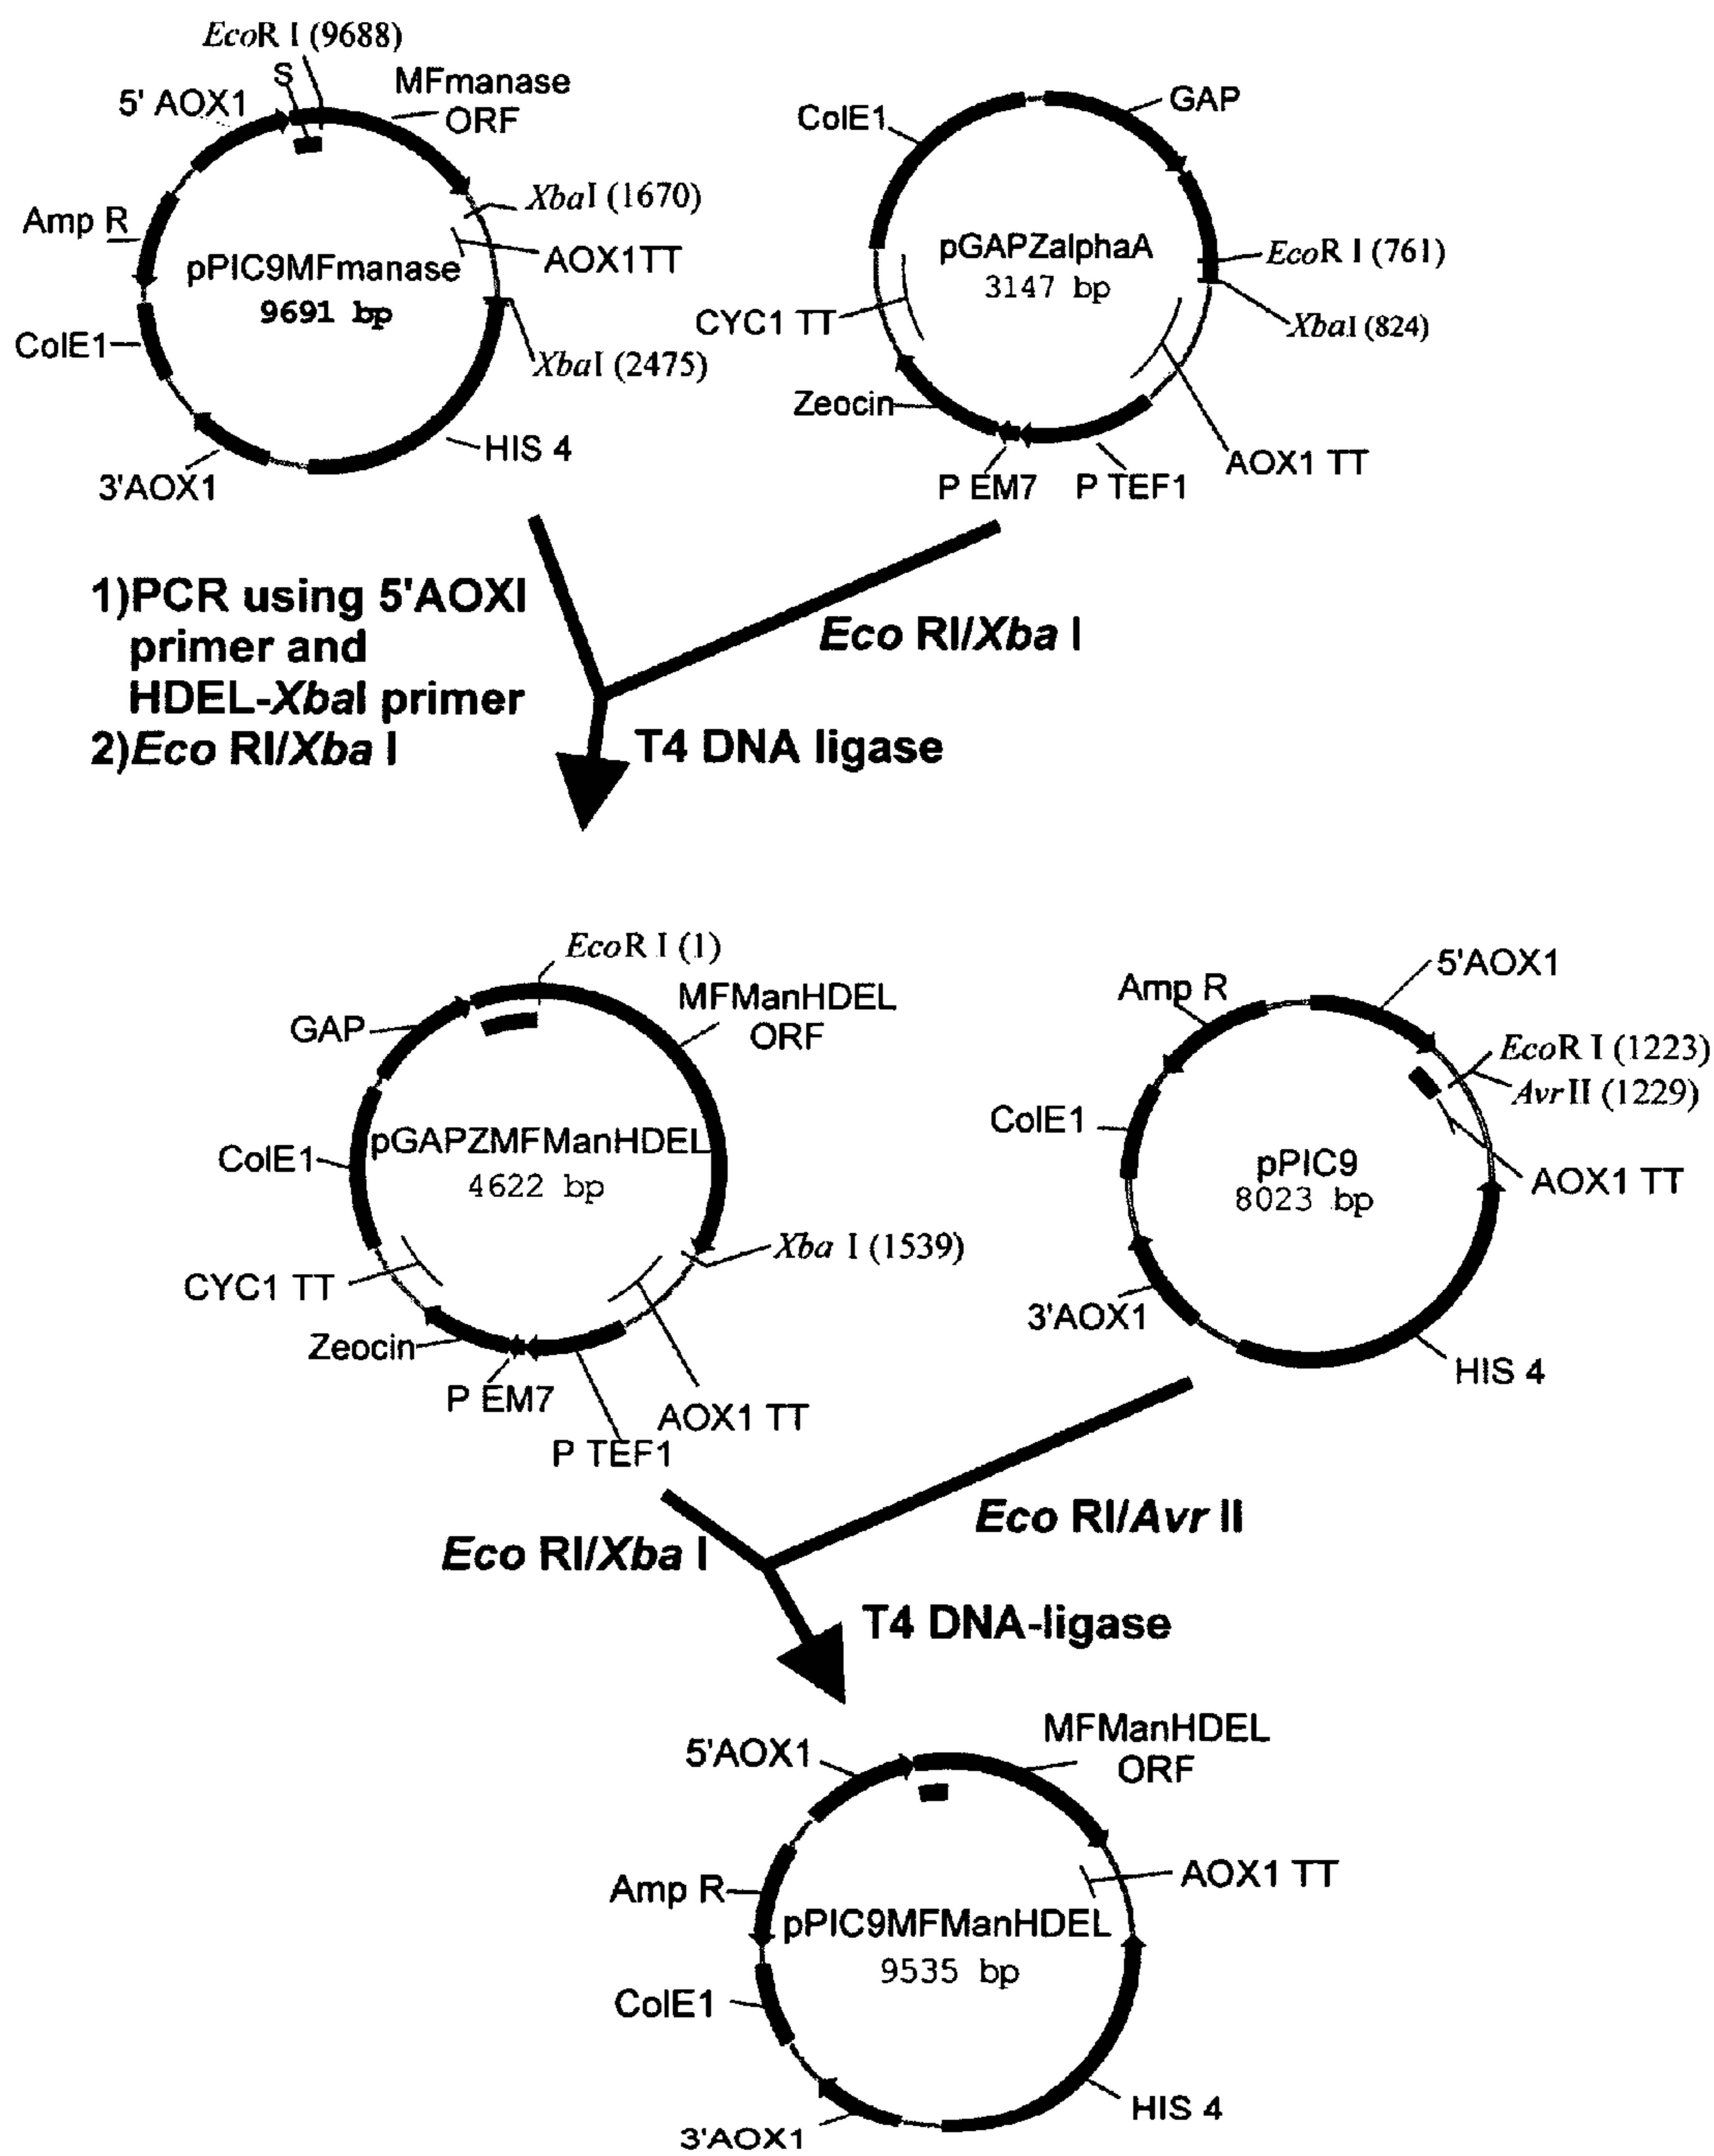 EcoR I (9688)
S
MFmanase
ORF
5' AOX1
XbaI (1670)
Amp R
AOX1TT
pPIC9MFmanase
9691 bp
ColE1
XbaI (2475)
HIS 4
3'AOX1
ColE1
GAP
pGAPZalphaA
3147 bp
EcoR I (761)
CYC1 TT
XbaI (824)
Zeocin
AOX1 TT
P EM7
P TEF1
1)PCR using 5'AOXI
primer and
HDEL-XbaI primer
2)Eco RI/Xba I
Eco RI/Xba I
T4 DNA ligase
EcoR I (1)
MFManHDEL
ORF
GAP
pGAPZMFManHDEL
4622 bp
ColE1
Xba I (1539)
CYC1 TT
Zeocin
P EM7
AOX1 TT
P TEF1
5'AOX1
Amp R
EcoR I (1223)
AvrII (1229)
ColE1
pPIC9
8023 bp
AOX1 TT
3'AOX1
HIS 4
Eco RI/Xba I
Eco RI/Avr II
T4 DNA-ligase
MFManHDEL
ORF
5'AOX1
AOX1 TT
Amp R
pPIC9MFManHDEL
9535 bp
ColE1
HIS 4
3'AOX1